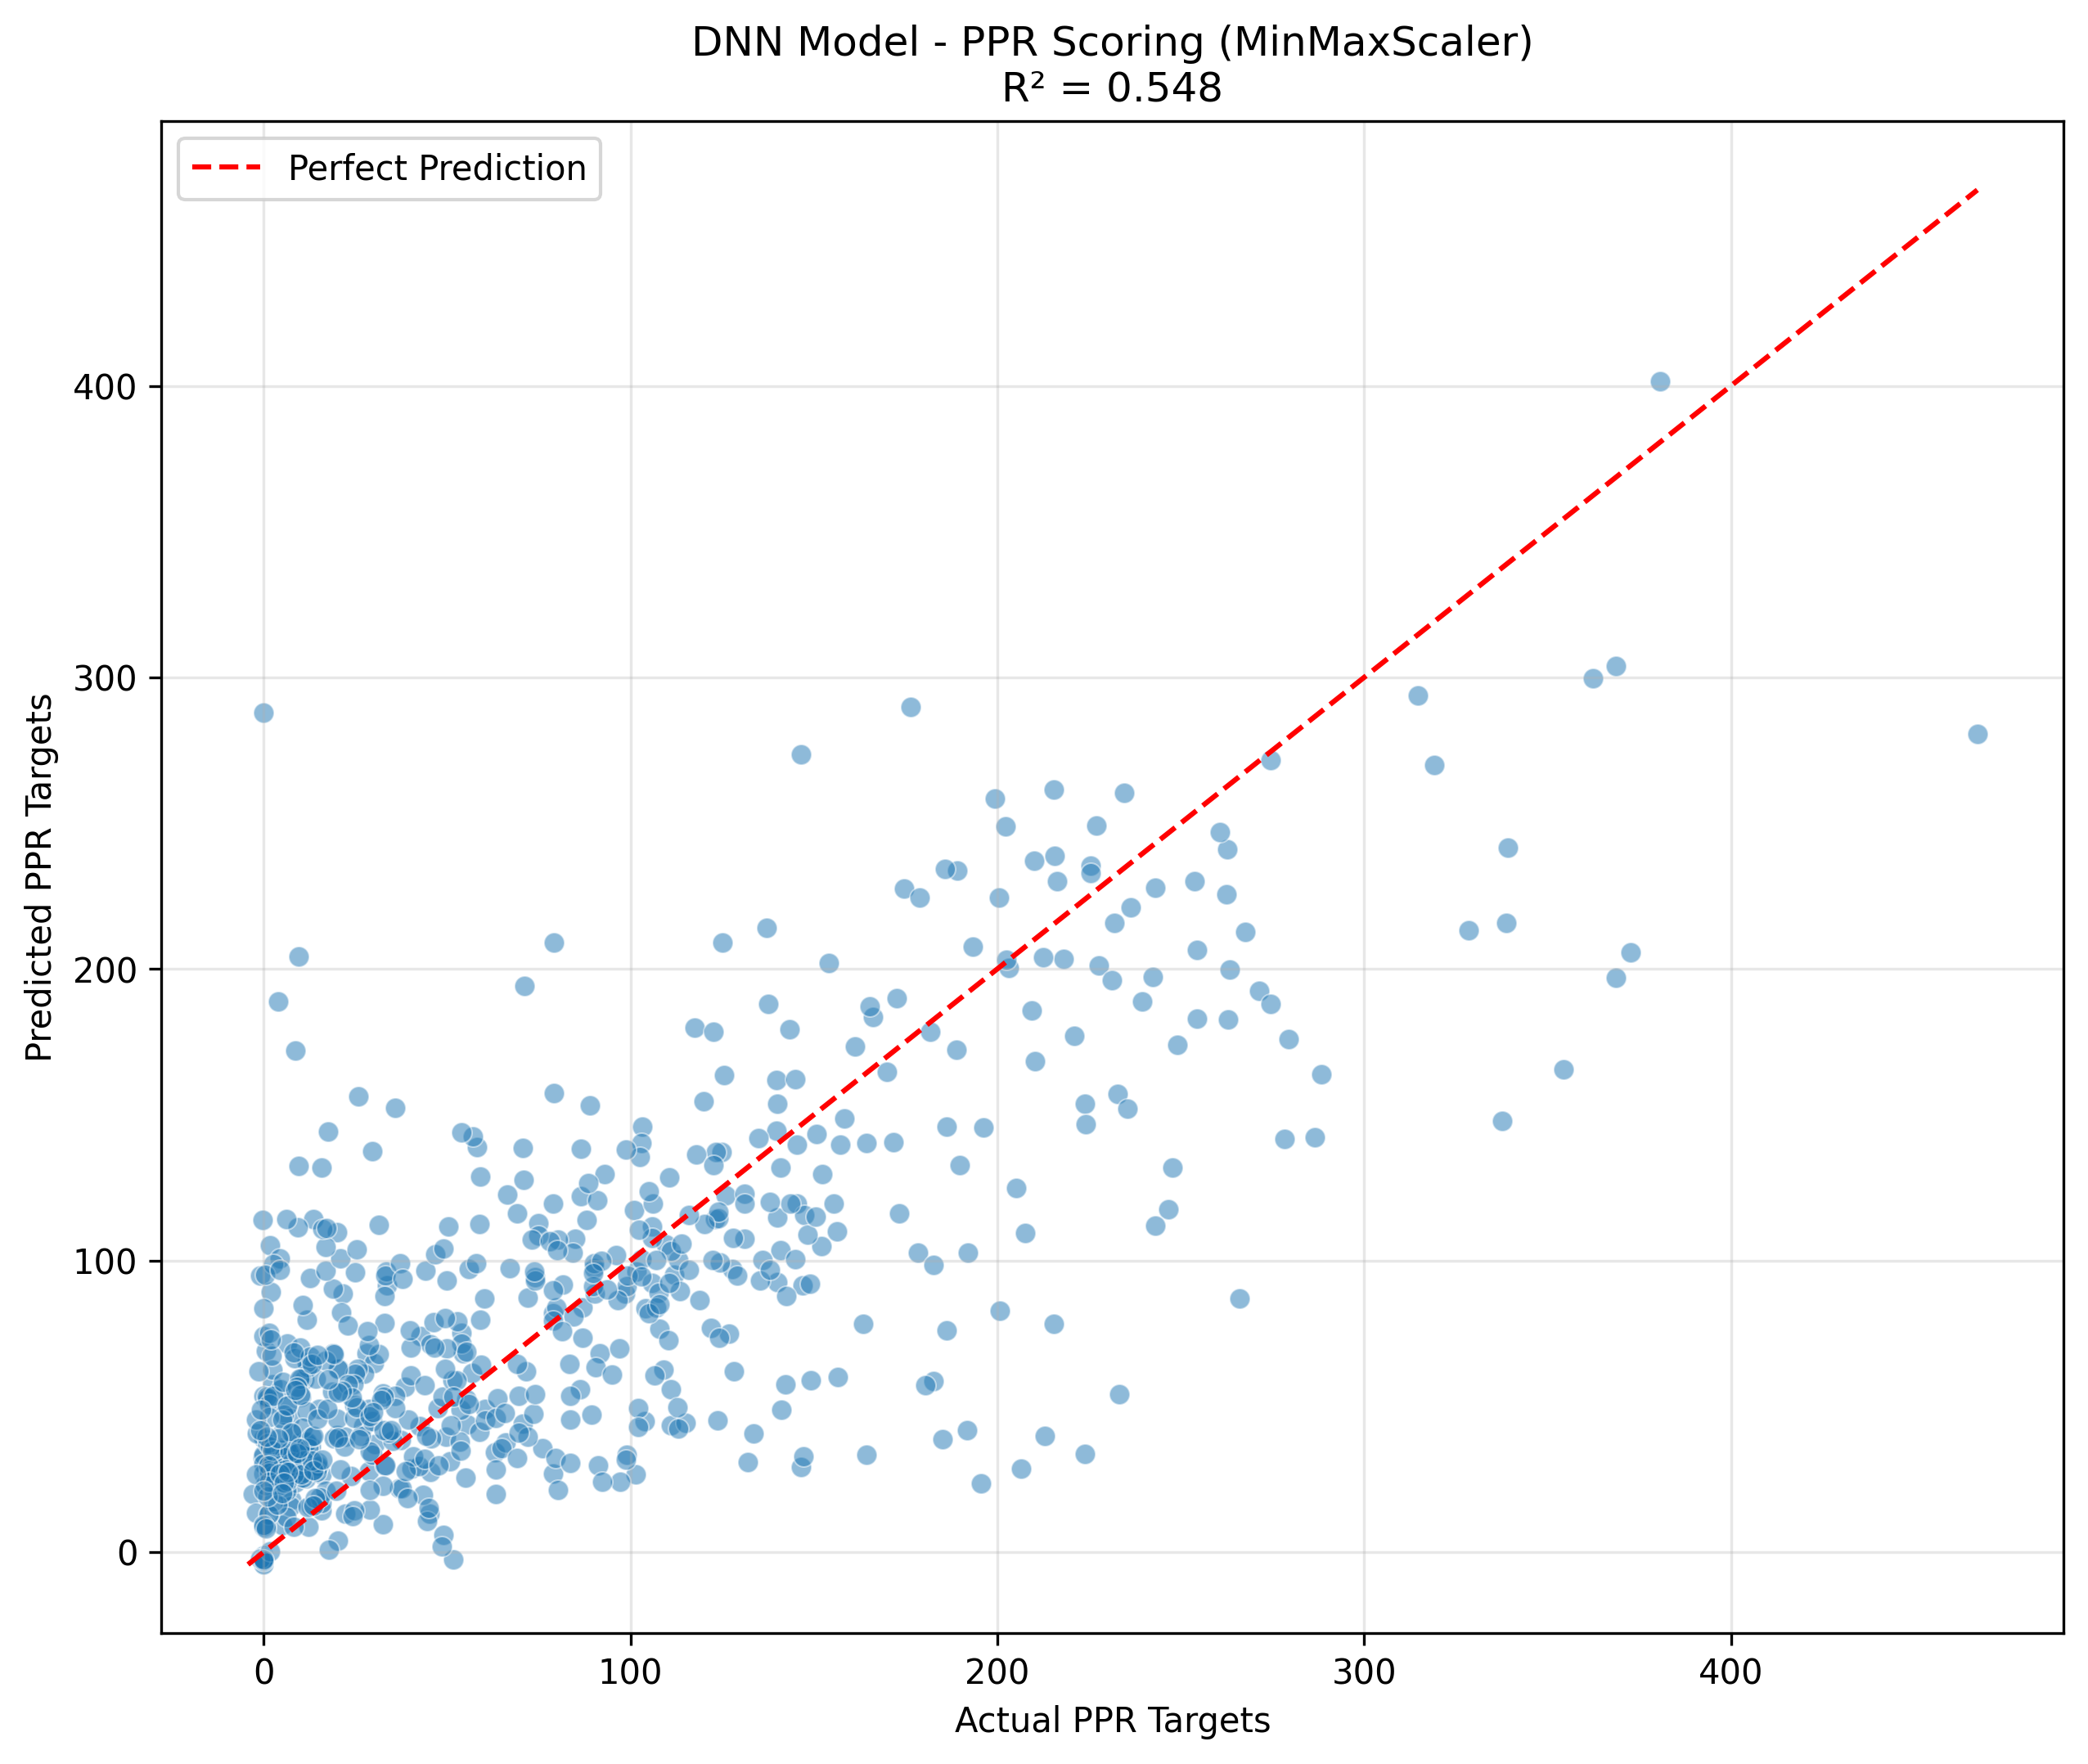 DNN Model - PPR Scoring (MinMaxScaler)
R² = 0.548
Perfect Prediction
Predicted PPR Targets
400
300
200
100
0
0 100 200 300 400
Actual PPR Targets